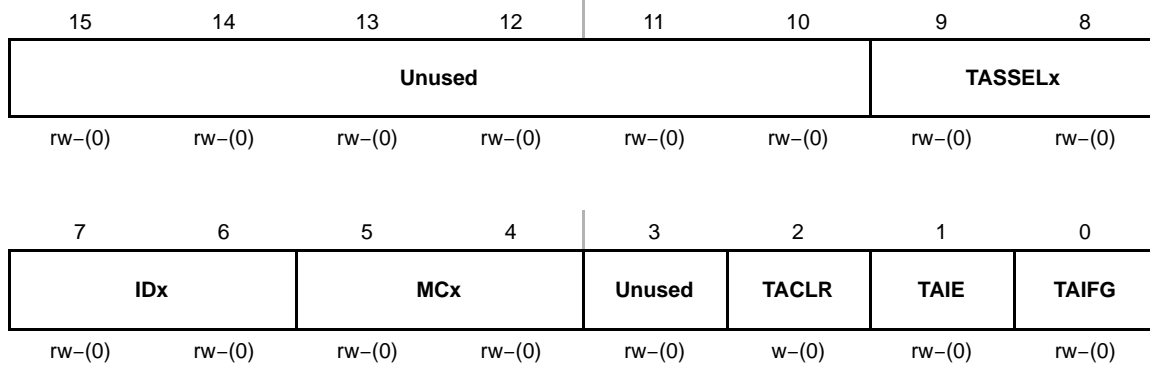 15 14 13 12 11 10 9 8
Unused TASSELx
rw−(0) rw−(0) rw−(0) rw−(0) rw−(0) rw−(0) rw−(0) rw−(0)
7 6 5 4 3 2 1 0
IDx MCx Unused TACLR TAIE TAIFG
rw−(0) rw−(0) rw−(0) rw−(0) rw−(0) w−(0) rw−(0) rw−(0)